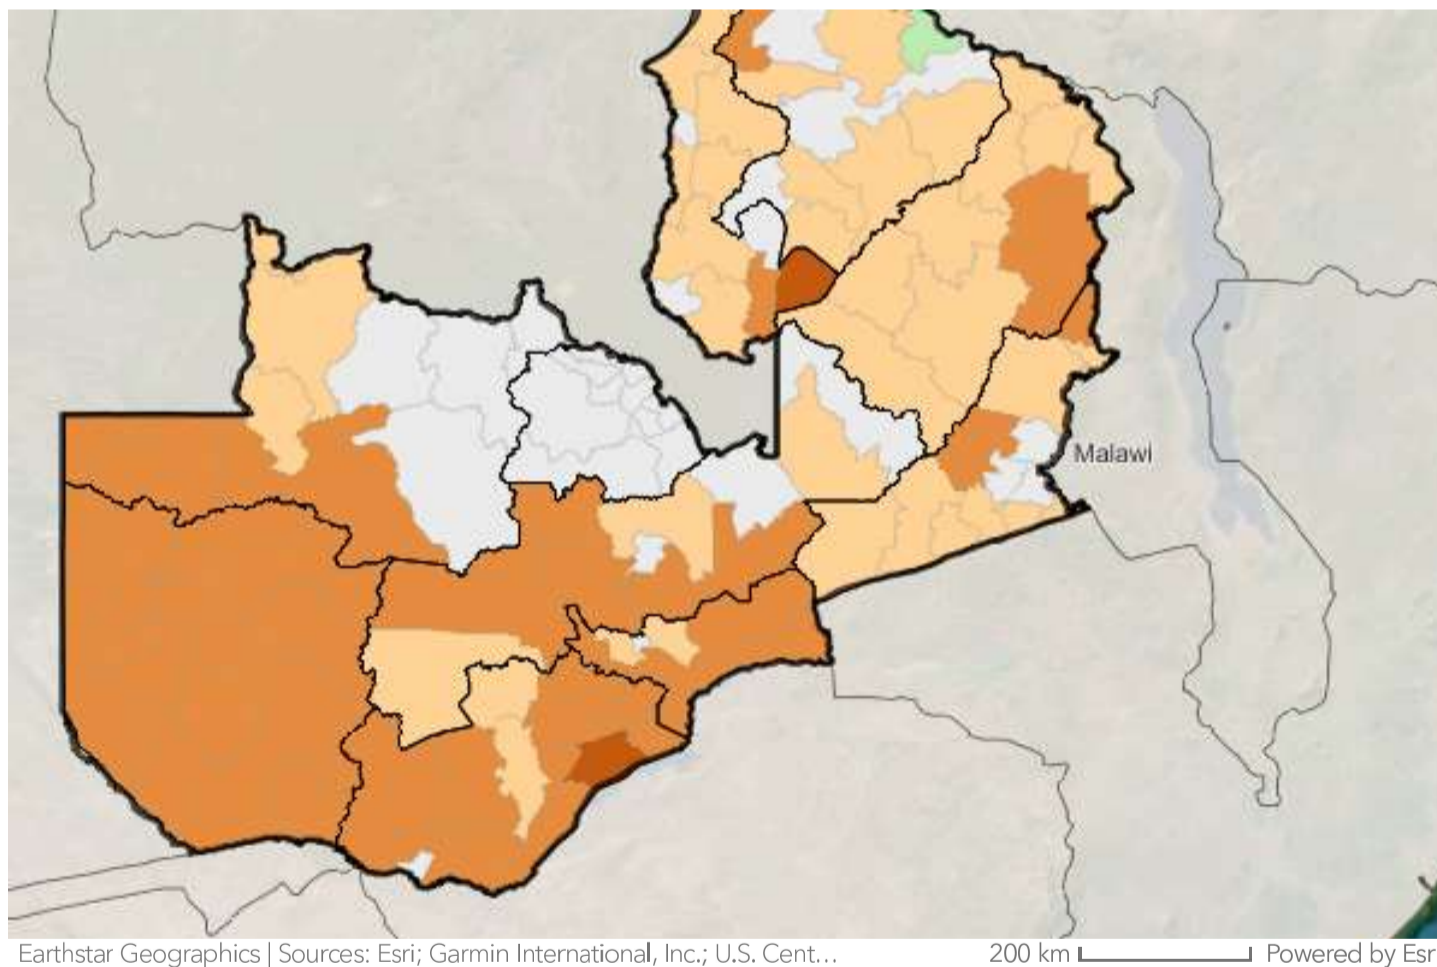 Malawi
Earthstar Geographics | Sources: Esri; Garmin International, Inc.; U.S. Cent…
200 km
Powered by Esr